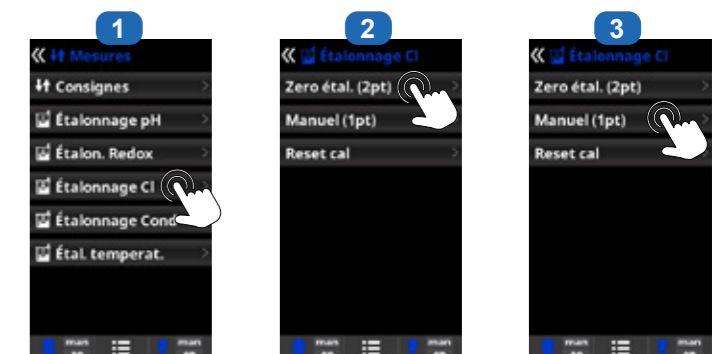 1
Mesures
Consignes
Étalonnage pH
Étalon. Redox
Étalonnage Cl
Étalonnage Cond
Étal. temperat.
2
Étalonnage Cl
Zero étal. (2pt)
Manuel (1pt)
Reset cal
3
Étalonnage Cl
Zero étal. (2pt)
Manuel (1pt)
Reset cal